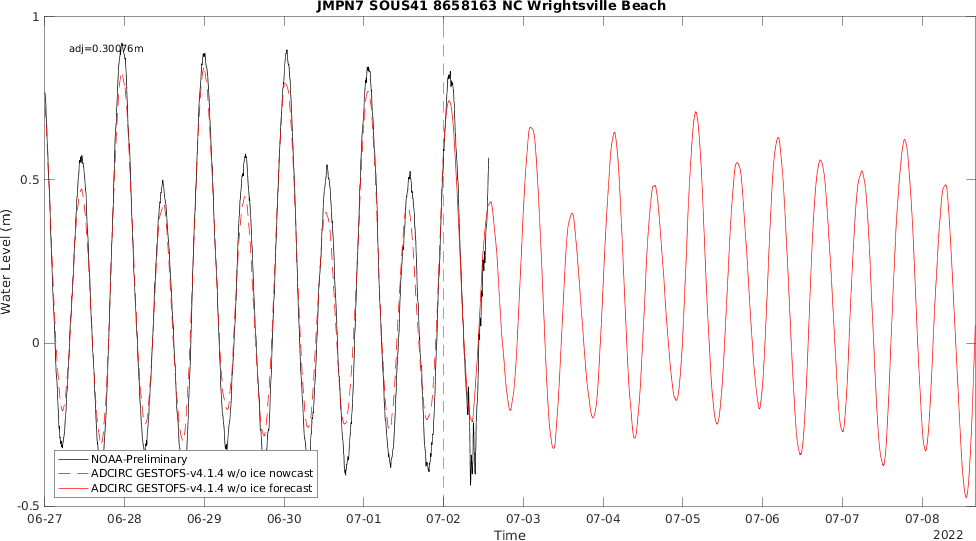 JMPN7 SOUS41 8658163 NC Wrightsville Beach
adj=0.30076m
1
0.5
0
-0.5
Water Level (m)
NOAA-Preliminary
ADCIRC GESTOFS-v4.1.4 w/o ice nowcast
ADCIRC GESTOFS-v4.1.4 w/o ice forecast
06-27 06-28 06-29 06-30 07-01 07-02 07-03 07-04 07-05 07-06 07-07 07-08
Time
2022